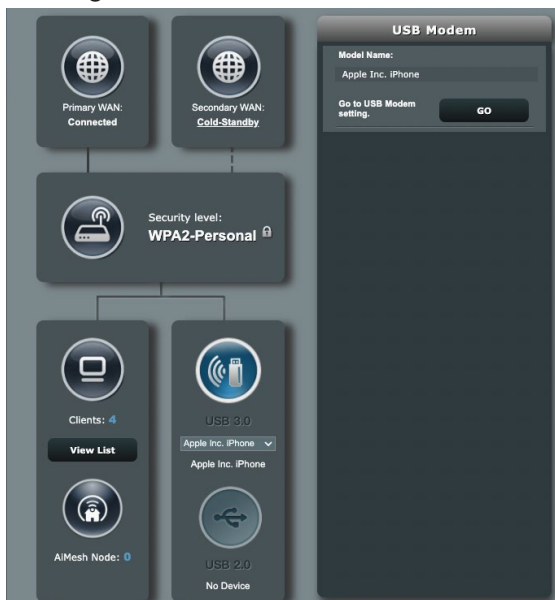 Primary WAN:
Connected
Secondary WAN:
Cold-Standby
Security level:
WPA2-Personal
Clients: 4
View List
AiMesh Node: 0
USB 3.0
Apple Inc. iPhone
Apple Inc. iPhone
USB 2.0
No Device
USB Modem
Model Name:
Apple Inc. iPhone
Go to USB Modem
setting.
GO